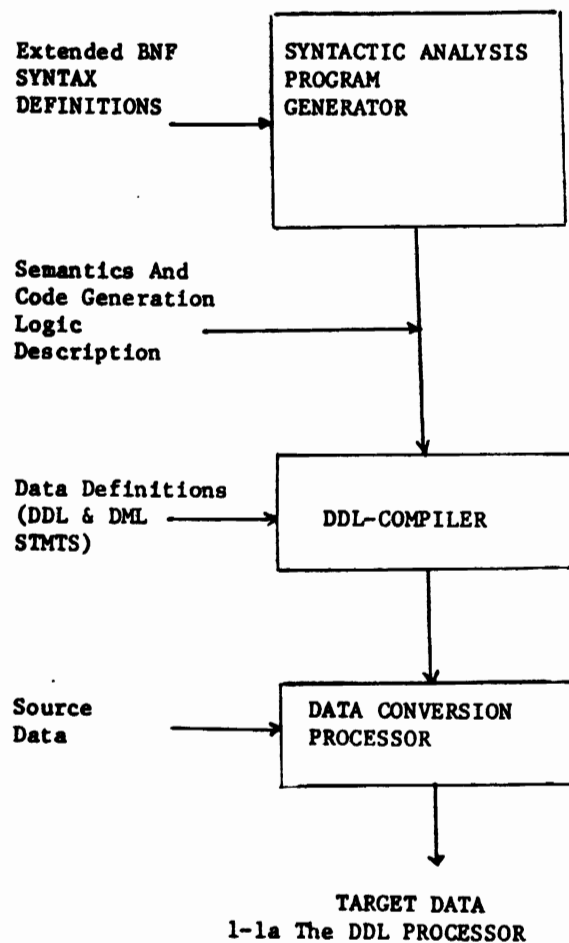 Extended BNF
SYNTAX
DEFINITIONS
SYNTACTIC ANALYSIS
PROGRAM
GENERATOR
Semantics And
Code Generation
Logic
Description
Data Definitions
(DDL & DML
STMTS)
DDL-COMPILER
Source
Data
DATA CONVERSION
PROCESSOR
TARGET DATA
1-1a The DDL PROCESSOR